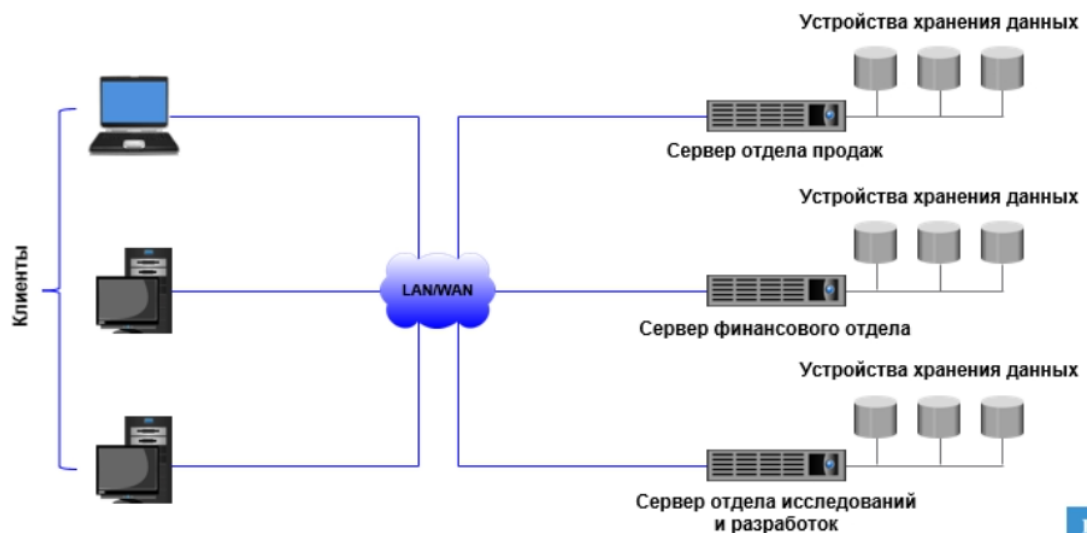 Устройства хранения данных
Сервер отдела продаж
Устройства хранения данных
Клиенты
LAN/WAN
Сервер финансового отдела
Устройства хранения данных
Сервер отдела исследований
и разработок